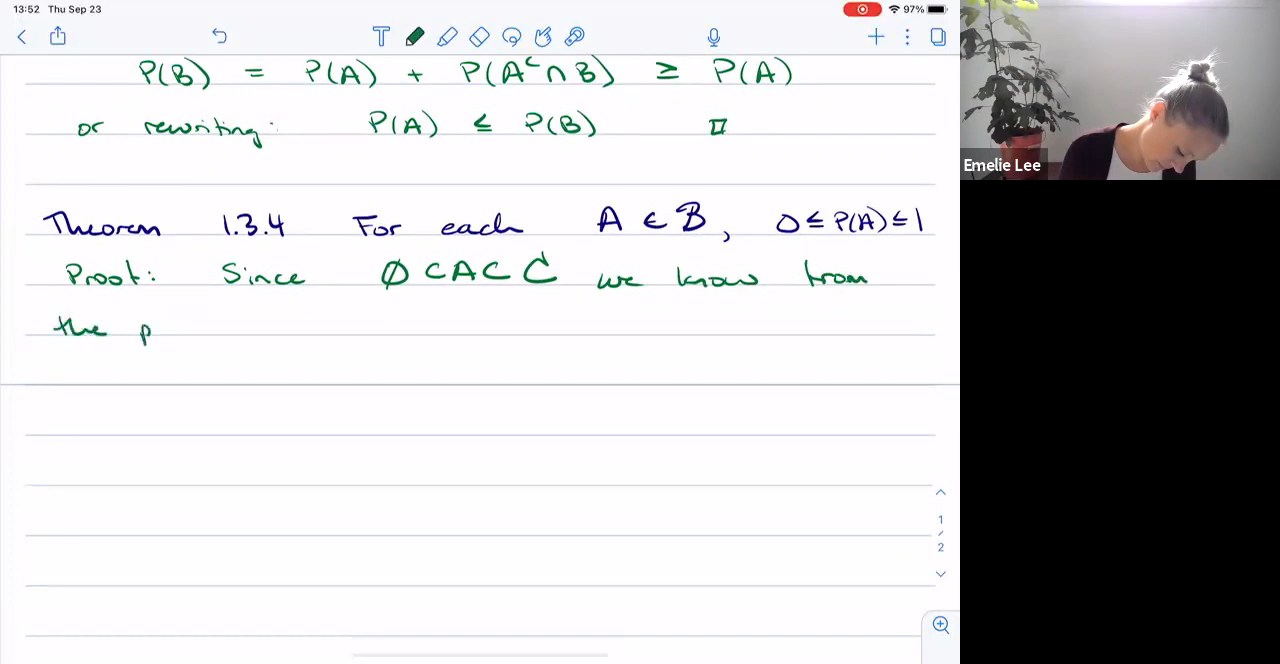 13:52 Thu Sep 23
97%
P(B) = P(A) + P(Aᶜ ∩ B) ≥ P(A)
or rewriting: P(A) ≤ P(B) □
Theorem 1.3.4 For each A ∈ ℬ, 0 ≤ P(A) ≤ 1
Proof: Since ∅ ⊂ A ⊂ C we know from
the p
1
/
2
Emelie Lee